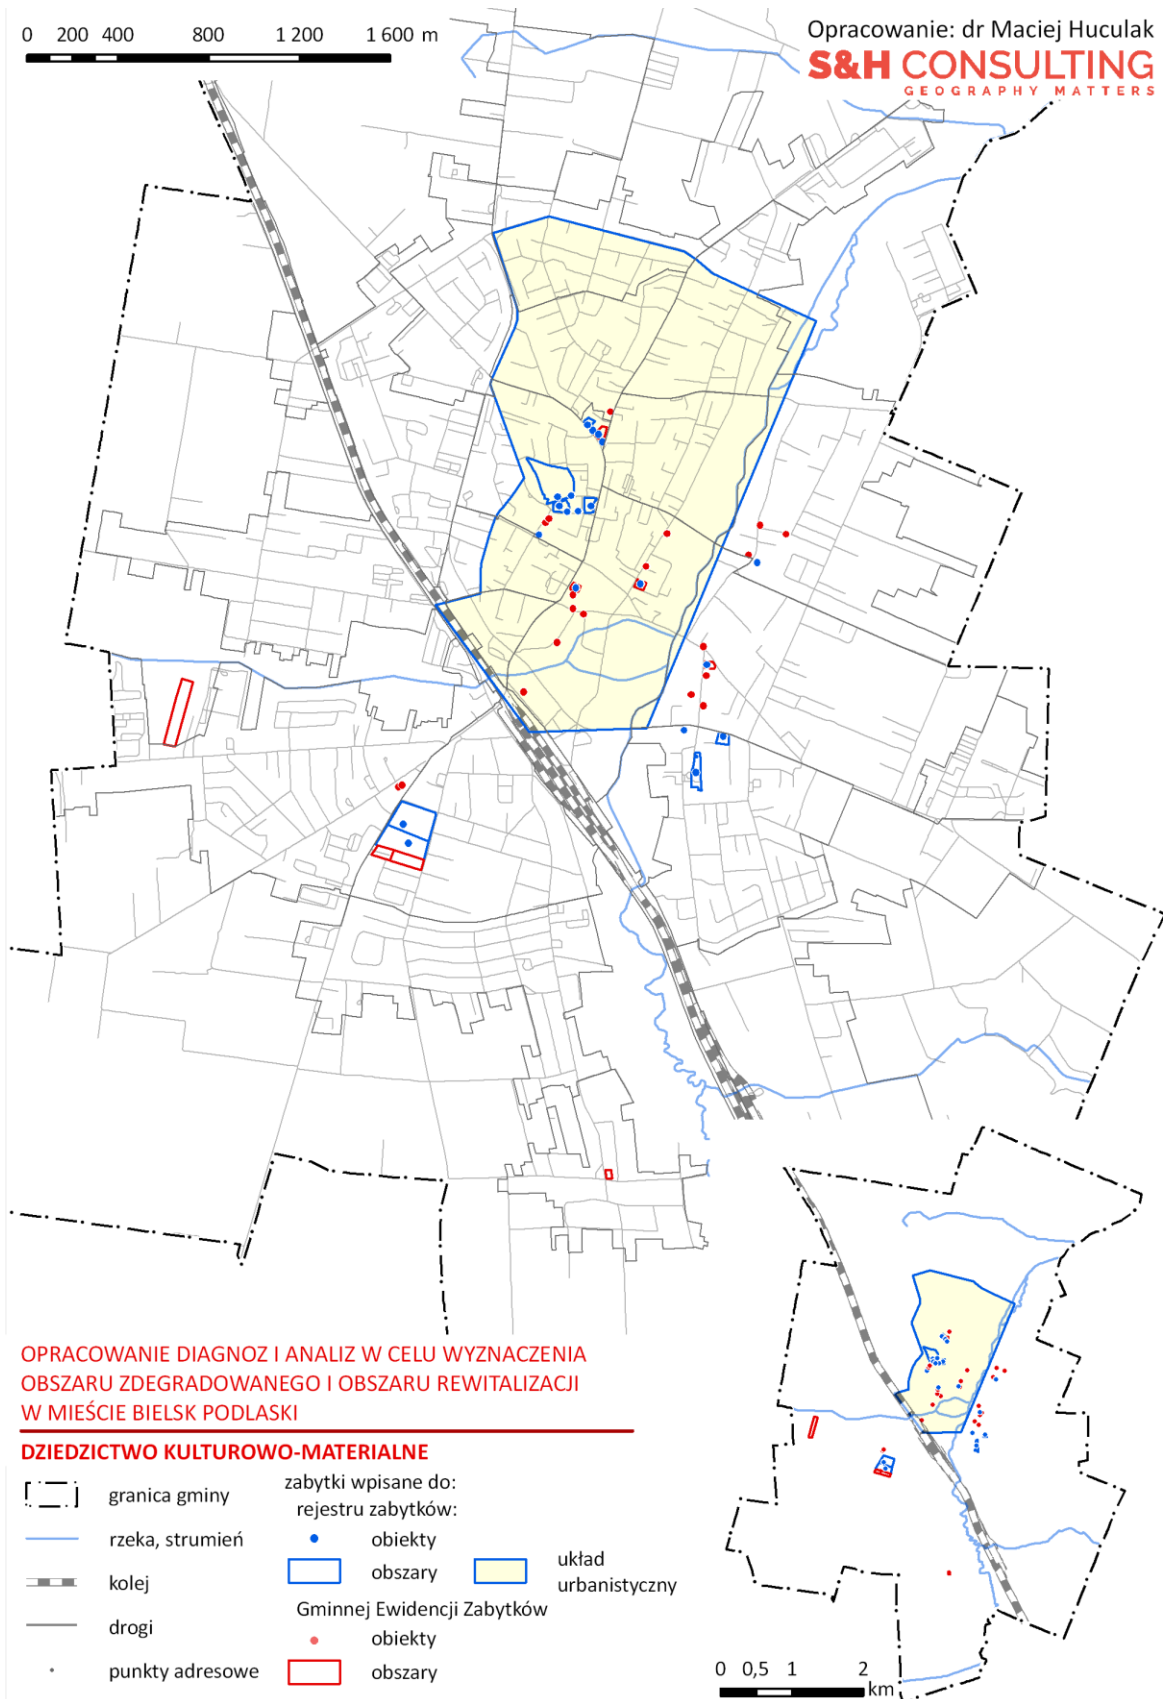 0 200 400 800 1 200 1 600 m
Opracowanie: dr Maciej Huculak
S&H CONSULTING
GEOGRAPHY MATTERS
OPRACOWANIE DIAGNOZ I ANALIZ W CELU WYZNACZENIA
OBSZARU ZDEGRADOWANEGO I OBSZARU REWITALIZACJI
W MIEŚCIE BIELSK PODLASKI
DZIEDZICTWO KULTUROWO-MATERIALNE
granica gminy
rzeka, strumień
kolej
drogi
punkty adresowe
zabytki wpisane do:
rejestru zabytków:
obiekty
obszary
układ
urbanistyczny
Gminnej Ewidencji Zabytków
obiekty
obszary
0 0,5 1 2
km